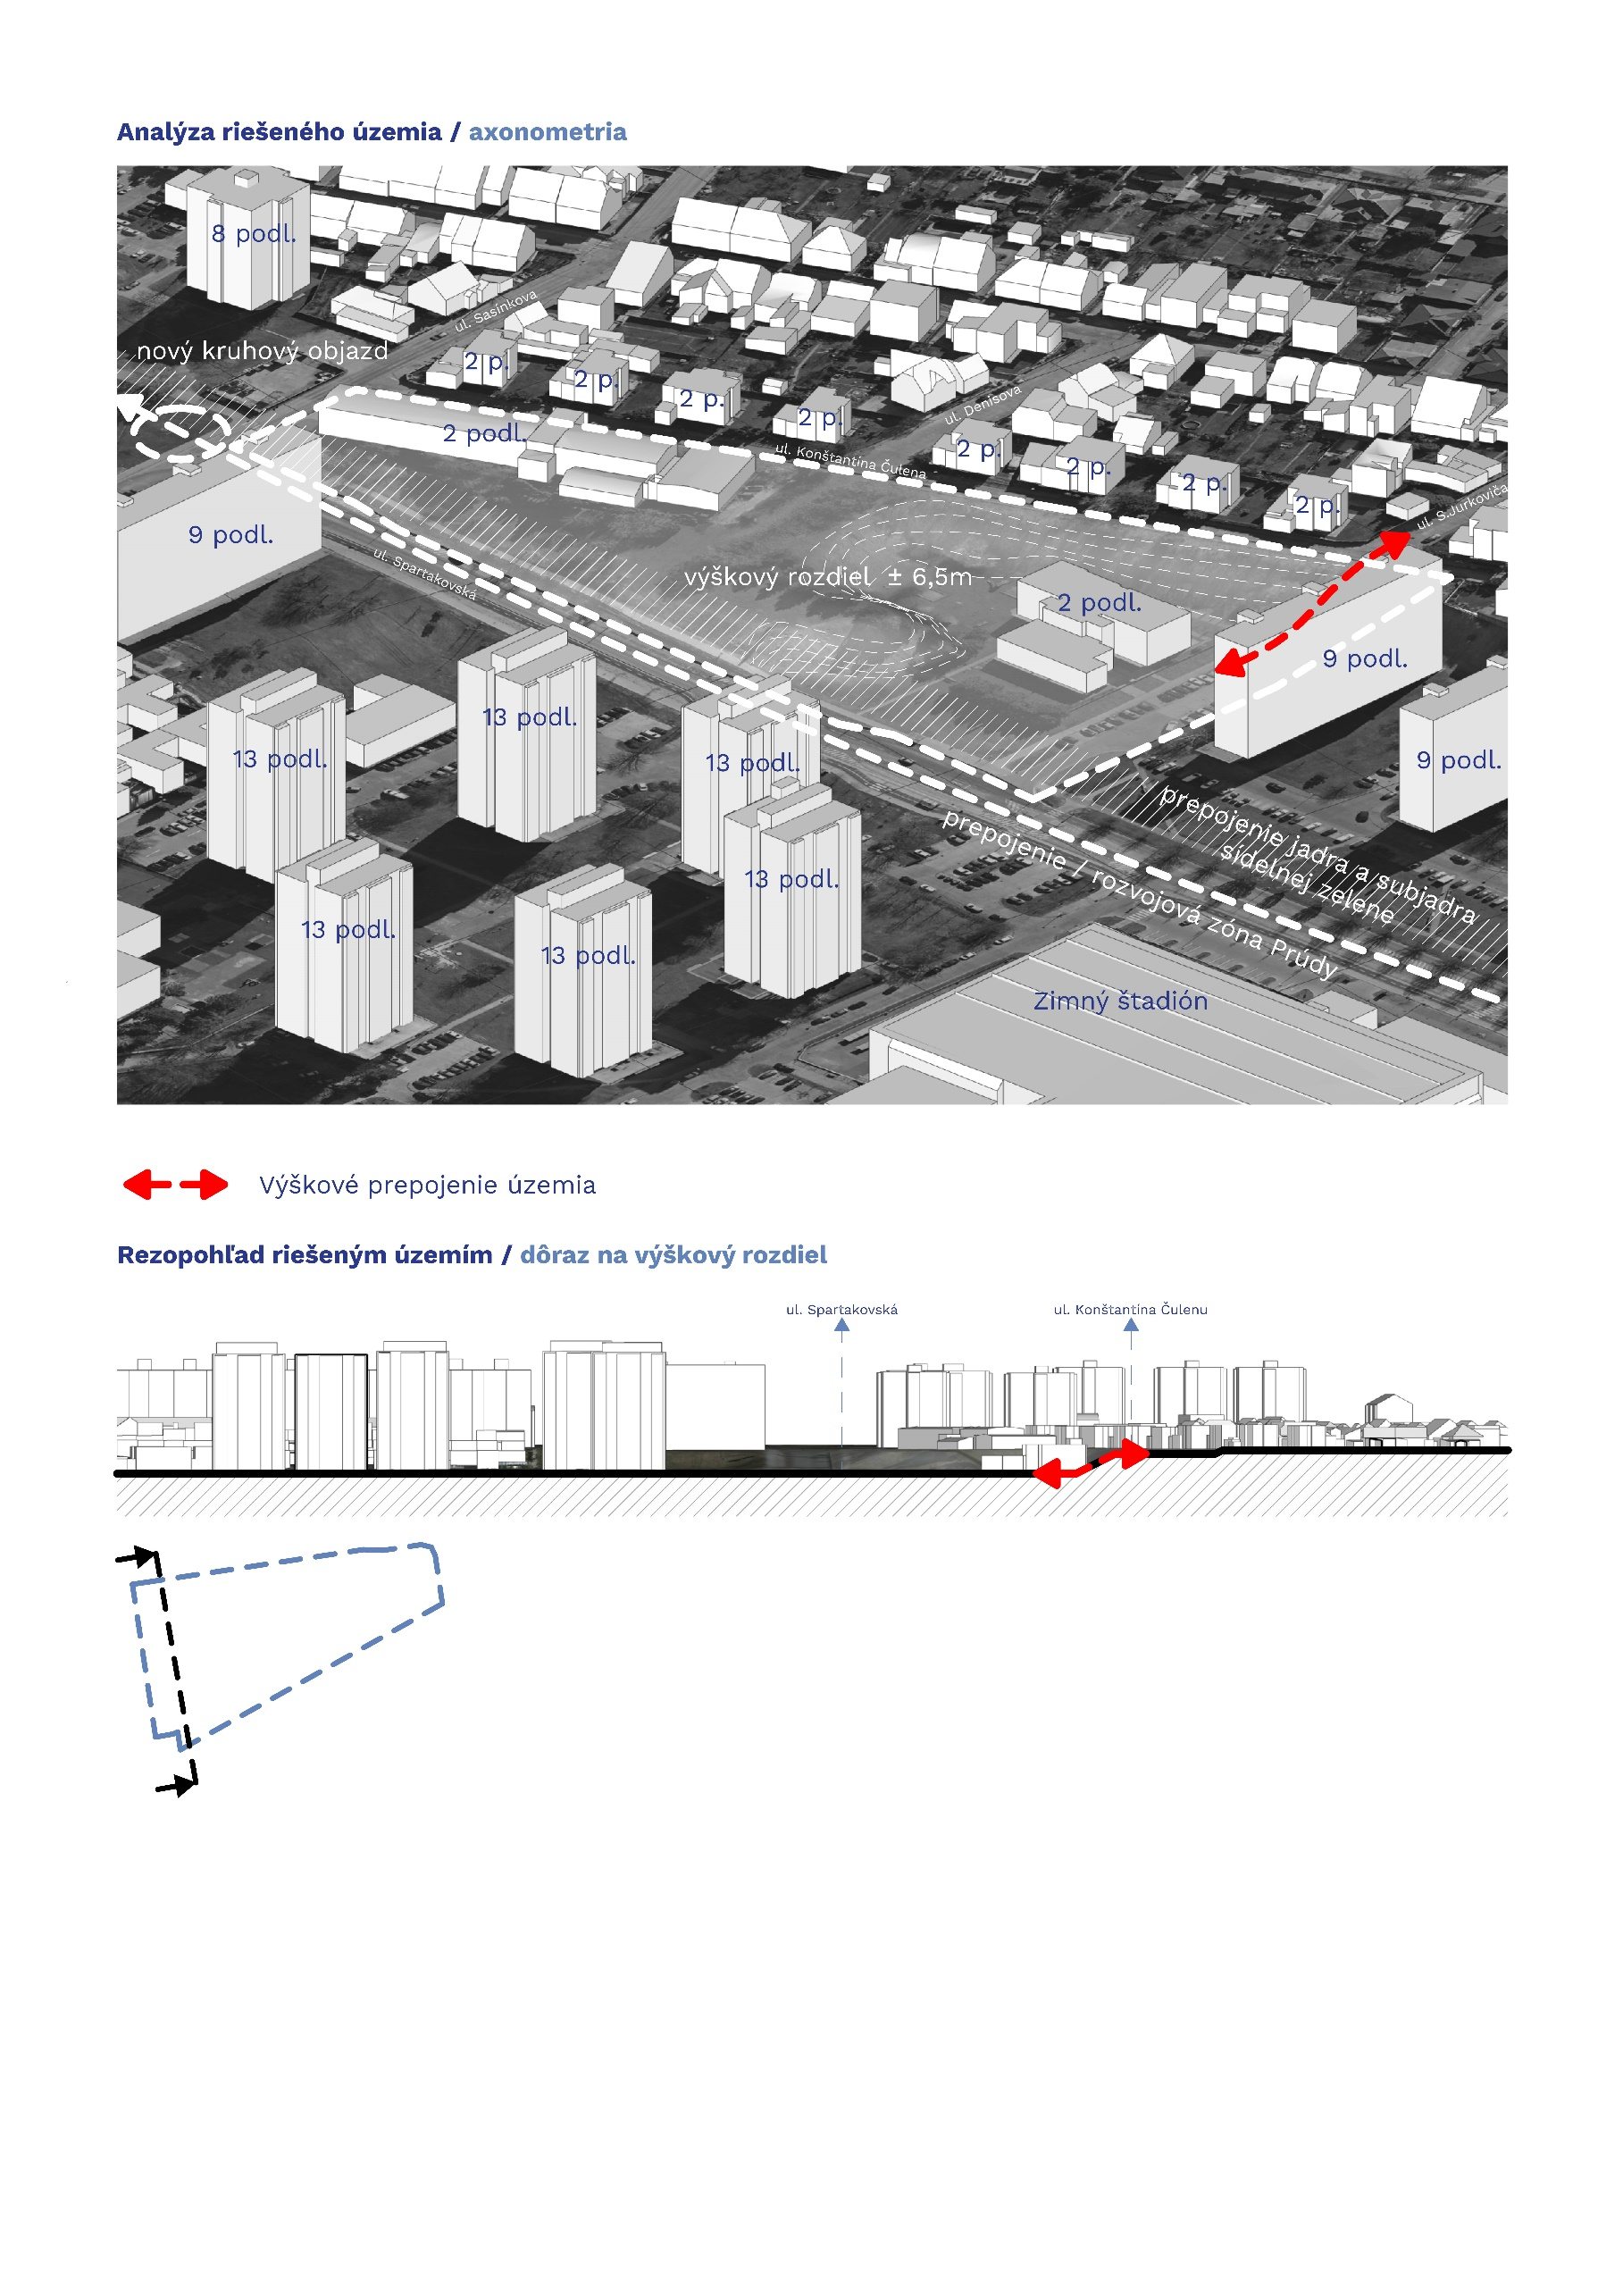 Analýza riešeného územia / axonometria
8 podl.
ul. Sasinkova
nový kruhový objazd
2 p.
2 p.
2 p.
2 p.
ul. Denisova
2 podl.
ul. Konštantína Čulena
2 p.
2 p.
2 p.
2 p.
ul. S.Jurkoviča
9 podl.
ul. Spartakovská
výškový rozdiel ± 6,5m
2 podl.
9 podl.
13 podl.
13 podl.
13 podl.
9 podl.
prepojenie jadra a subjadra
sídelnej zelene
prepojenie / rozvojová zóna Prúdy
13 podl.
13 podl.
13 podl.
Zimný štadión
Výškové prepojenie územia
Rezopohľad riešeným územím / dôraz na výškový rozdiel
ul. Spartakovská
ul. Konštantína Čulenu